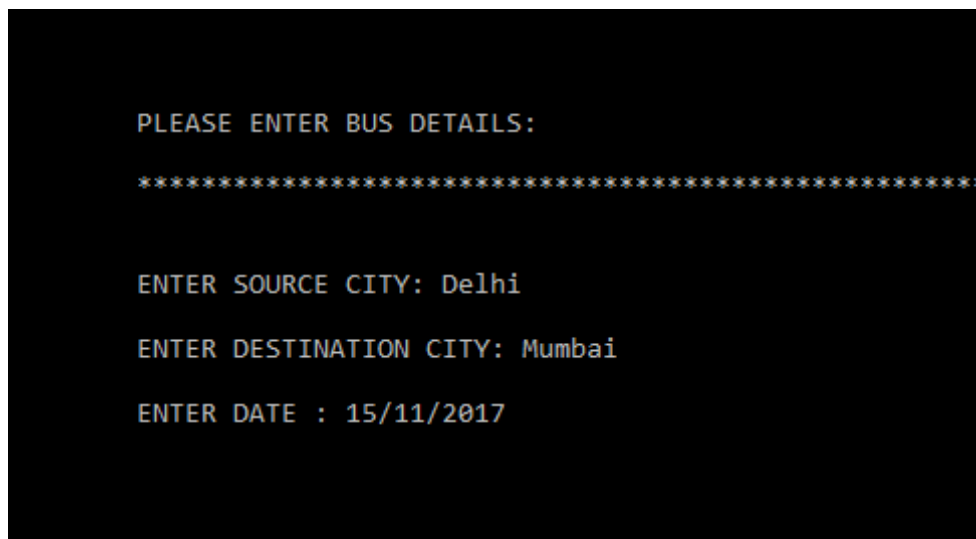 PLEASE ENTER BUS DETAILS:
****************************************************
ENTER SOURCE CITY: Delhi
ENTER DESTINATION CITY: Mumbai
ENTER DATE : 15/11/2017